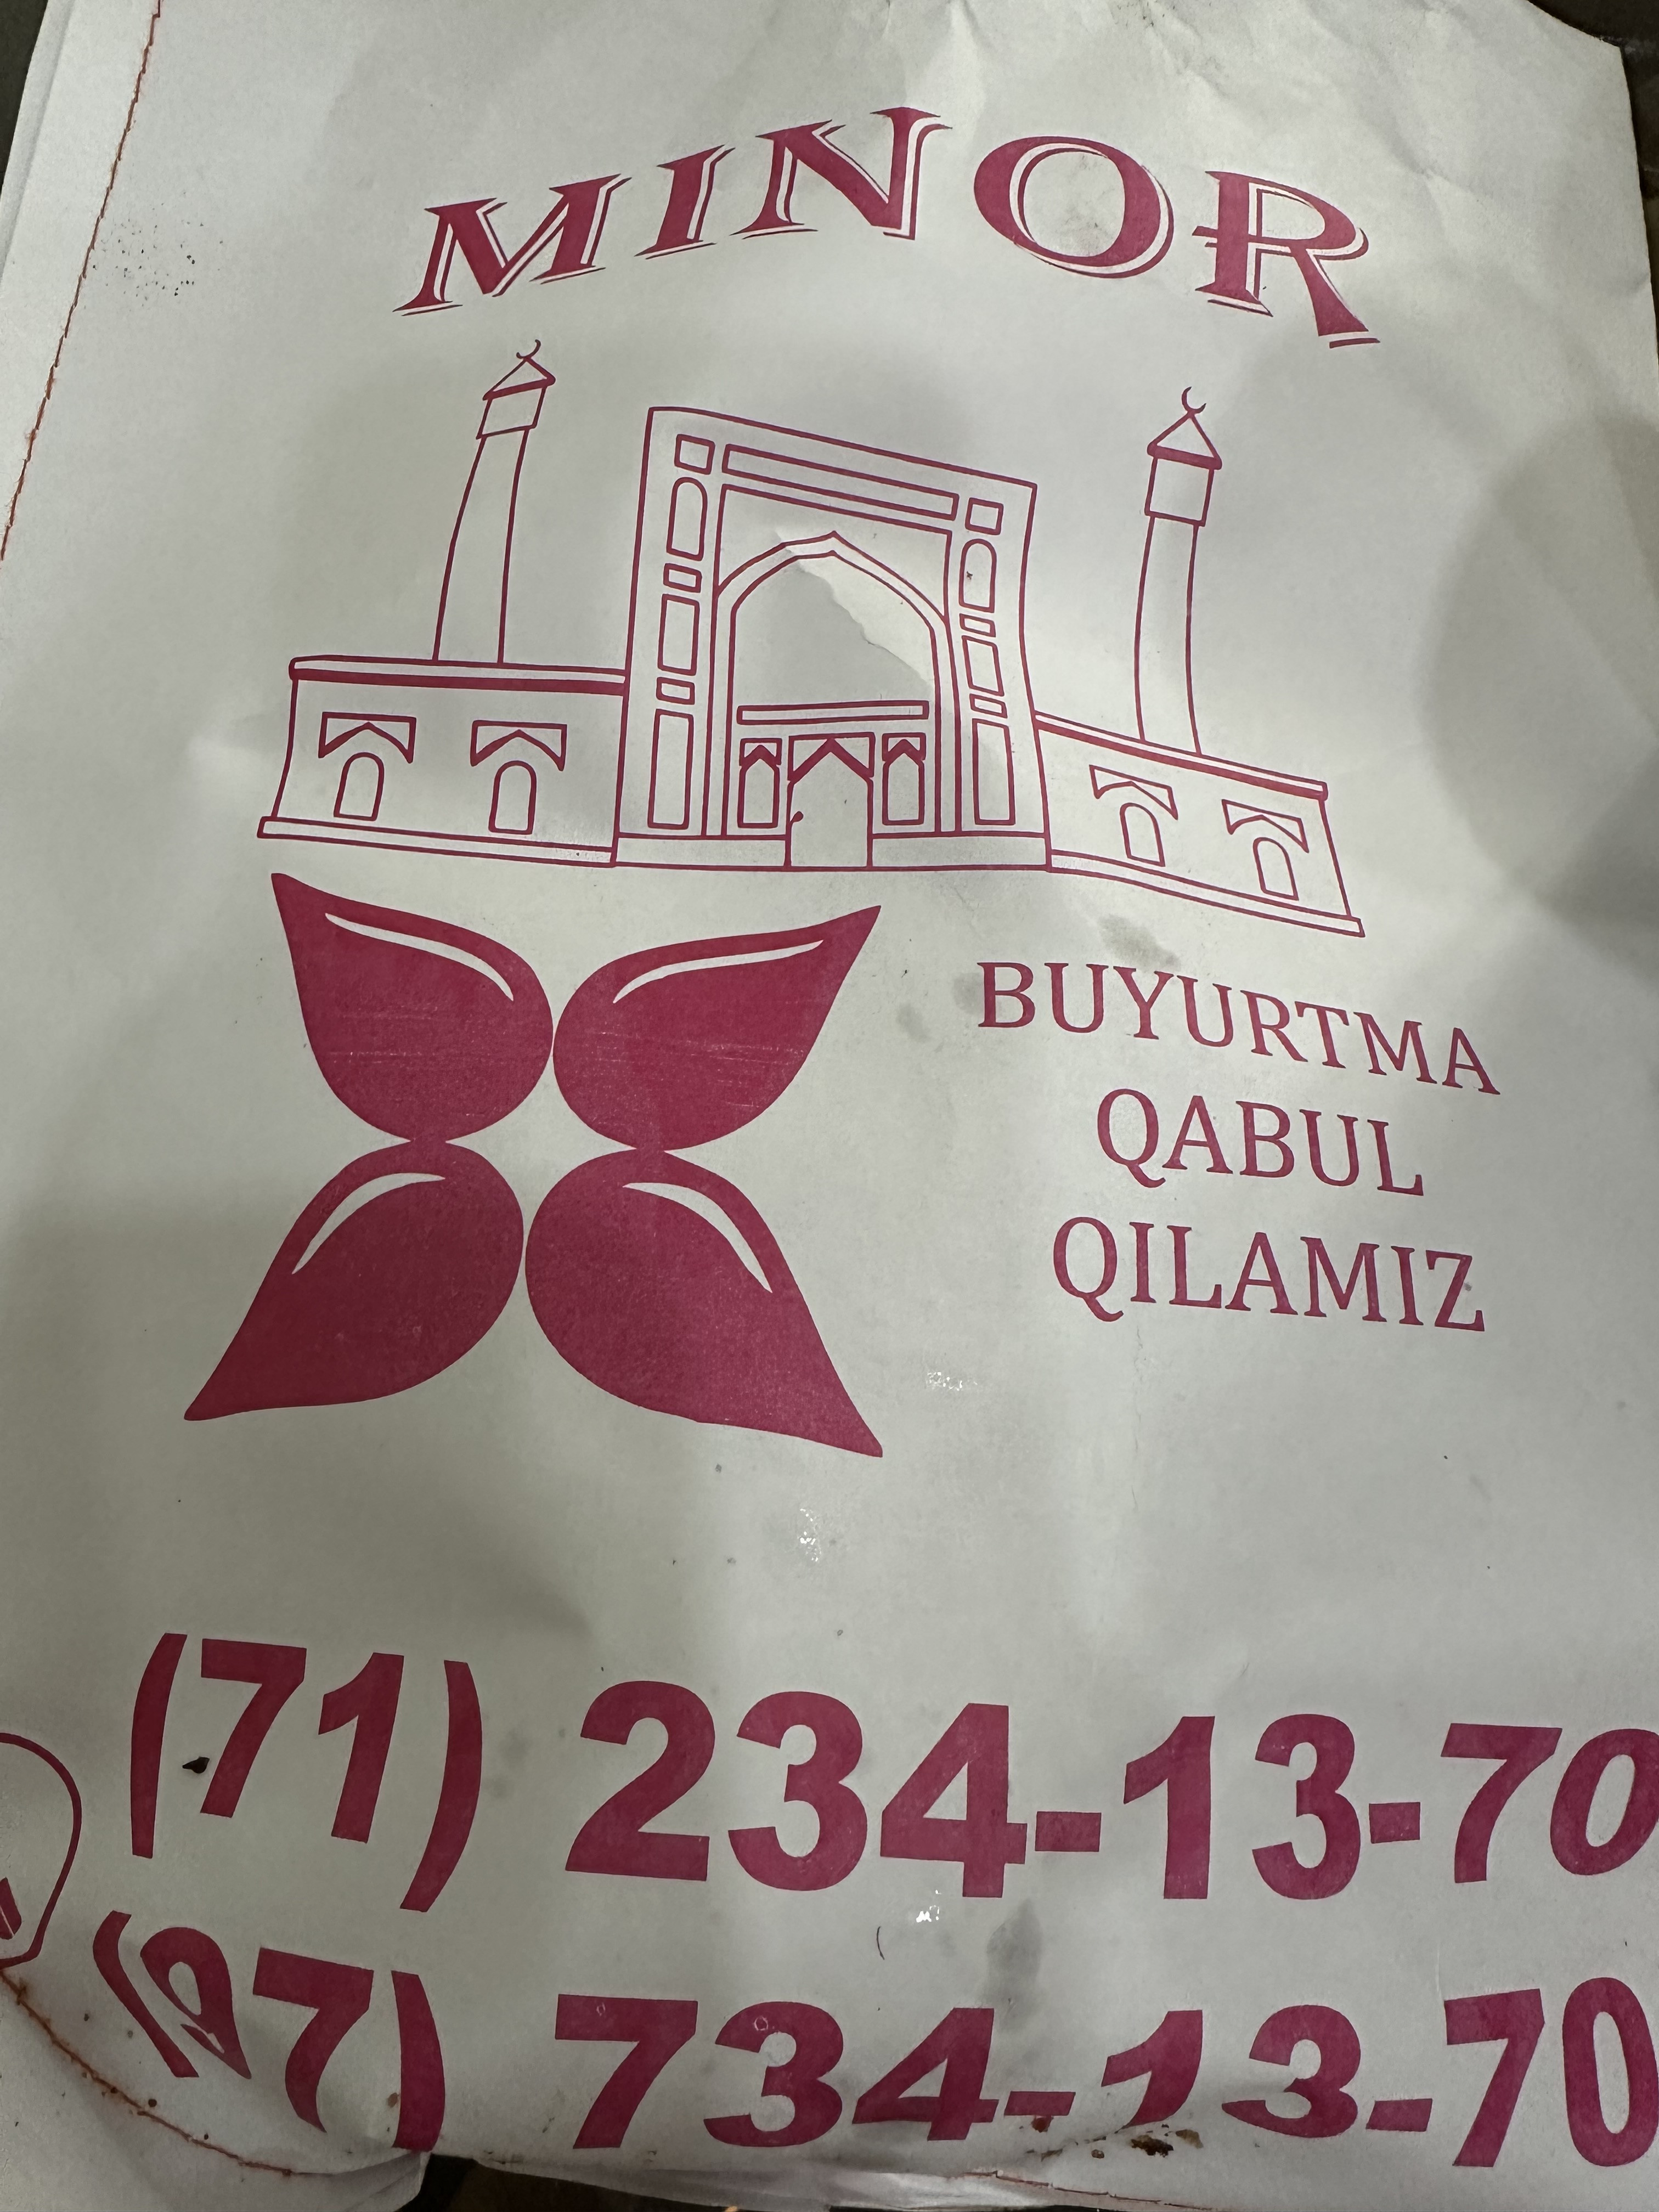 MINOR
BUYURTMA
QABUL
QILAMIZ
(71) 234-13-70
(97) 734-13-70